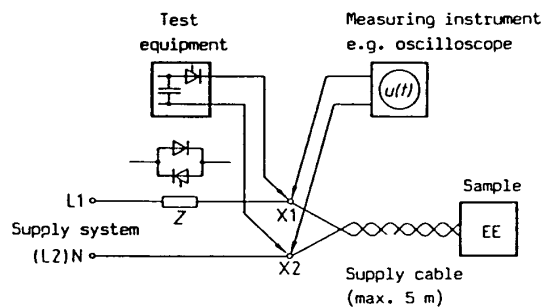 Test
equipment
Measuring instrument
e.g. oscilloscope
u(t)
L1
Z
X1
Sample
EE
Supply system
(L2)N
X2
Supply cable
(max. 5 m)